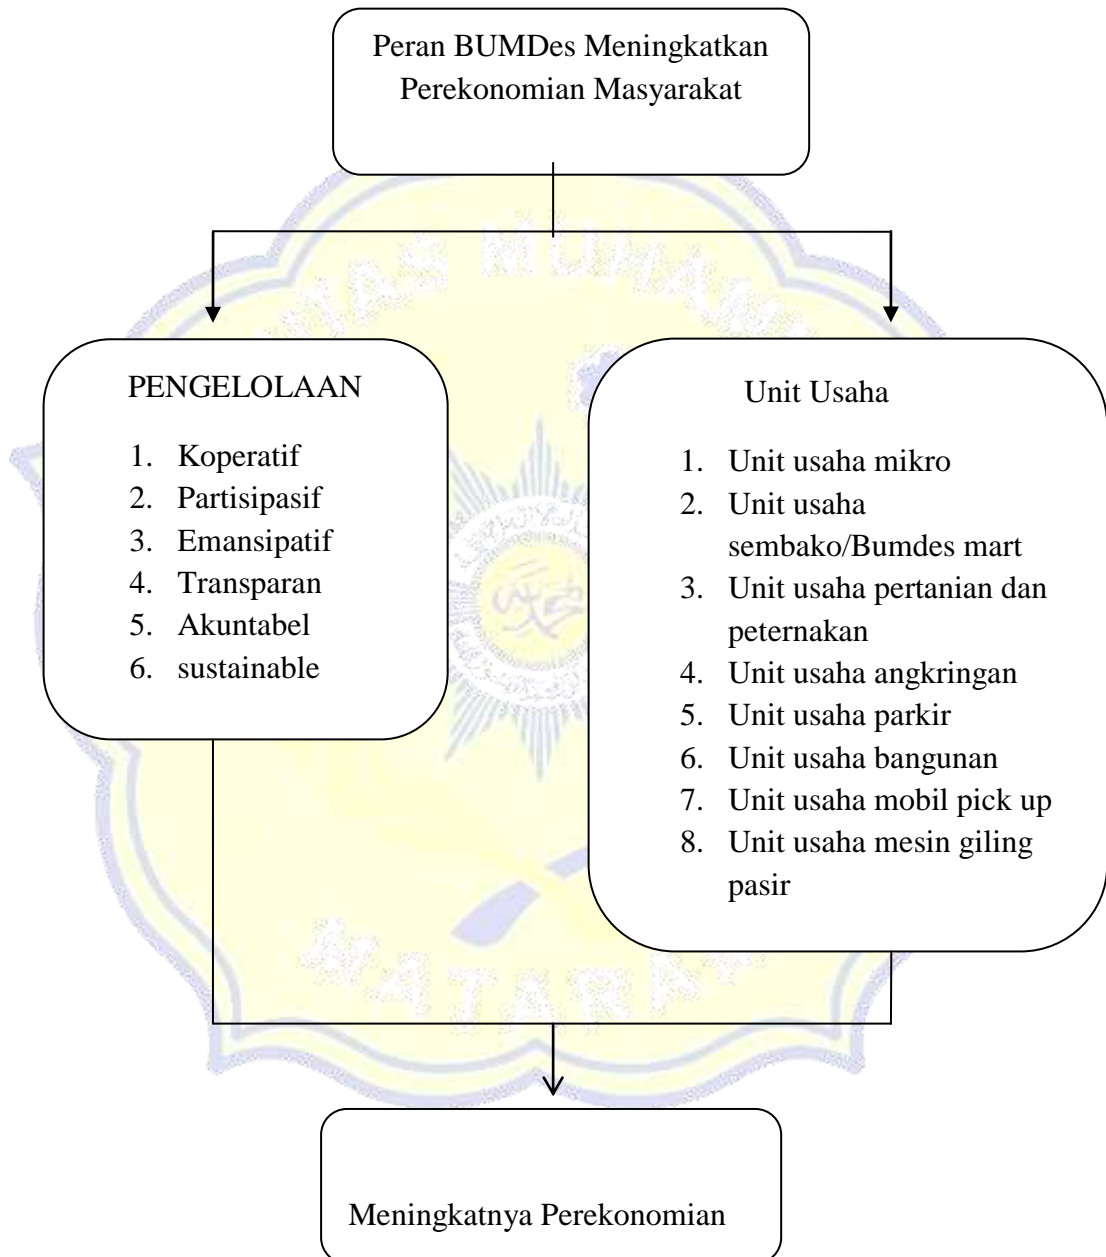 Peran BUMDes Meningkatkan
Perekonomian Masyarakat
PENGELOLAAN
1. Koperatif
2. Partisipasif
3. Emansipatif
4. Transparan
5. Akuntabel
6. sustainable
Unit Usaha
1. Unit usaha mikro
2. Unit usaha
sembako/Bumdes mart
3. Unit usaha pertanian dan
peternakan
4. Unit usaha angkringan
5. Unit usaha parkir
6. Unit usaha bangunan
7. Unit usaha mobil pick up
8. Unit usaha mesin giling
pasir
MATARAM
Meningkatnya Perekonomian